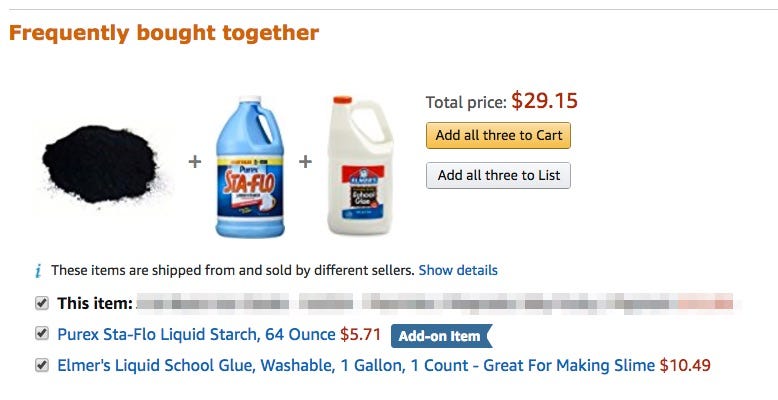 Frequently bought together
Total price: $29.15
Add all three to Cart
Add all three to List
+
+
Purex
STA-FLO
ELMER'S
School
Glue
i These items are shipped from and sold by different sellers. Show details
This item:
Purex Sta-Flo Liquid Starch, 64 Ounce $5.71 Add-on Item
Elmer's Liquid School Glue, Washable, 1 Gallon, 1 Count - Great For Making Slime $10.49